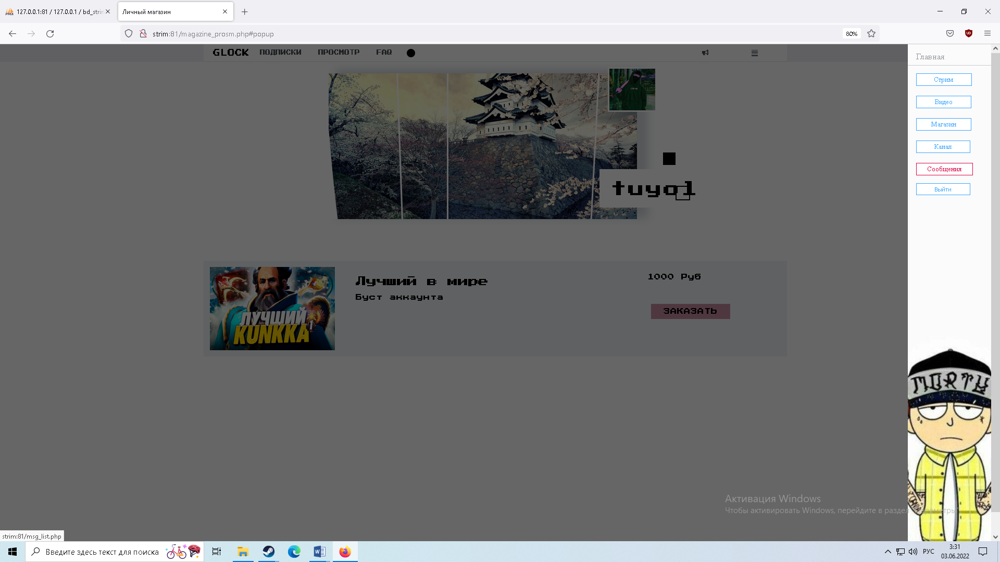 127.0.0.1:81 / 127.0.0.1 / bd_strin
Личный магазин
strim:81/magazine_prosm.php#popup
80%
GLOCK
ПОДПИСКИ
ПРОСМОТР
FAQ
Главная
Стрим
Видео
Магазин
Канал
Сообщения
Выйти
tuyo1
ЛУЧШИЙ
KUNKKA
Лучший в мире
Буст аккаунта
1000 Руб
ЗАКАЗАТЬ
MORTY
Активация Windows
Чтобы активировать Windows, перейдите в раздел "Параметры".
strim:81/msg_list.php
Введите здесь текст для поиска
РУС
3:31
03.06.2022